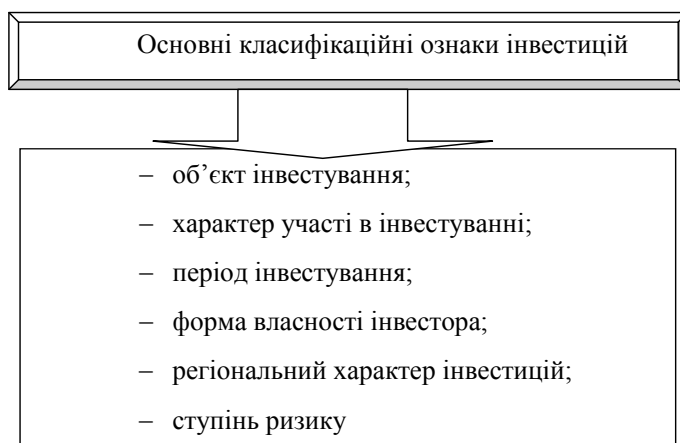 Основні класифікаційні ознаки інвестицій
– об’єкт інвестування;
– характер участі в інвестуванні;
– період інвестування;
– форма власності інвестора;
– регіональний характер інвестицій;
– ступінь ризику